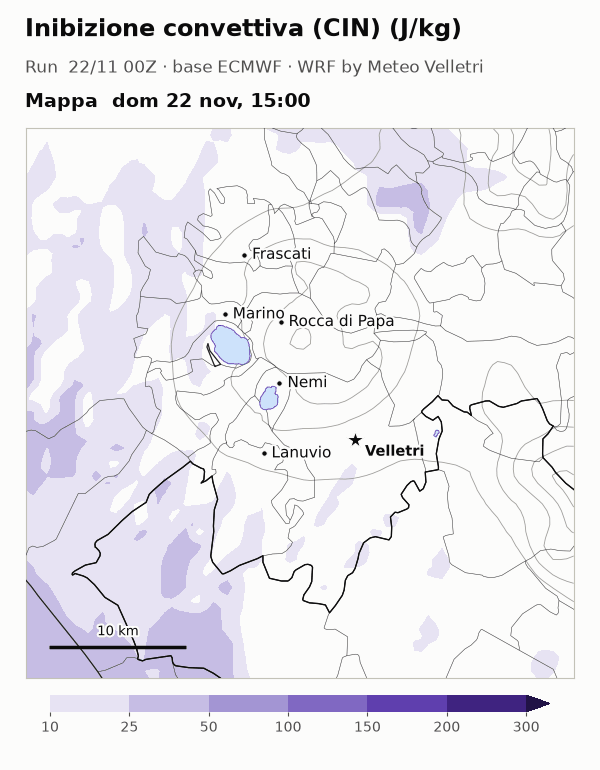 Inibizione convettiva (CIN) (J/kg)
Run  22/11 00Z · base ECMWF · WRF by Meteo Velletri
Mappa  dom 22 nov, 15:00
Frascati
Marino
Rocca di Papa
Nemi
Velletri
Lanuvio
10 km
10 25 50 100 150 200 300